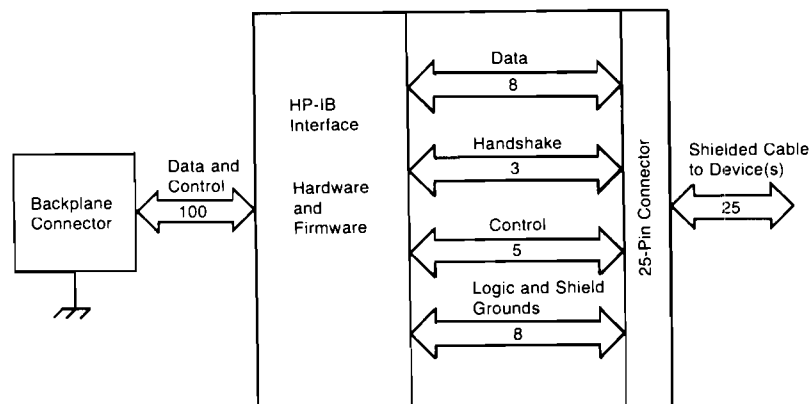 Backplane
Connector
Data and
Control
100
HP-IB
Interface
Hardware
and
Firmware
Data
8
Handshake
3
Control
5
Logic and Shield
Grounds
8
25-Pin Connector
Shielded Cable
to Device(s)
25